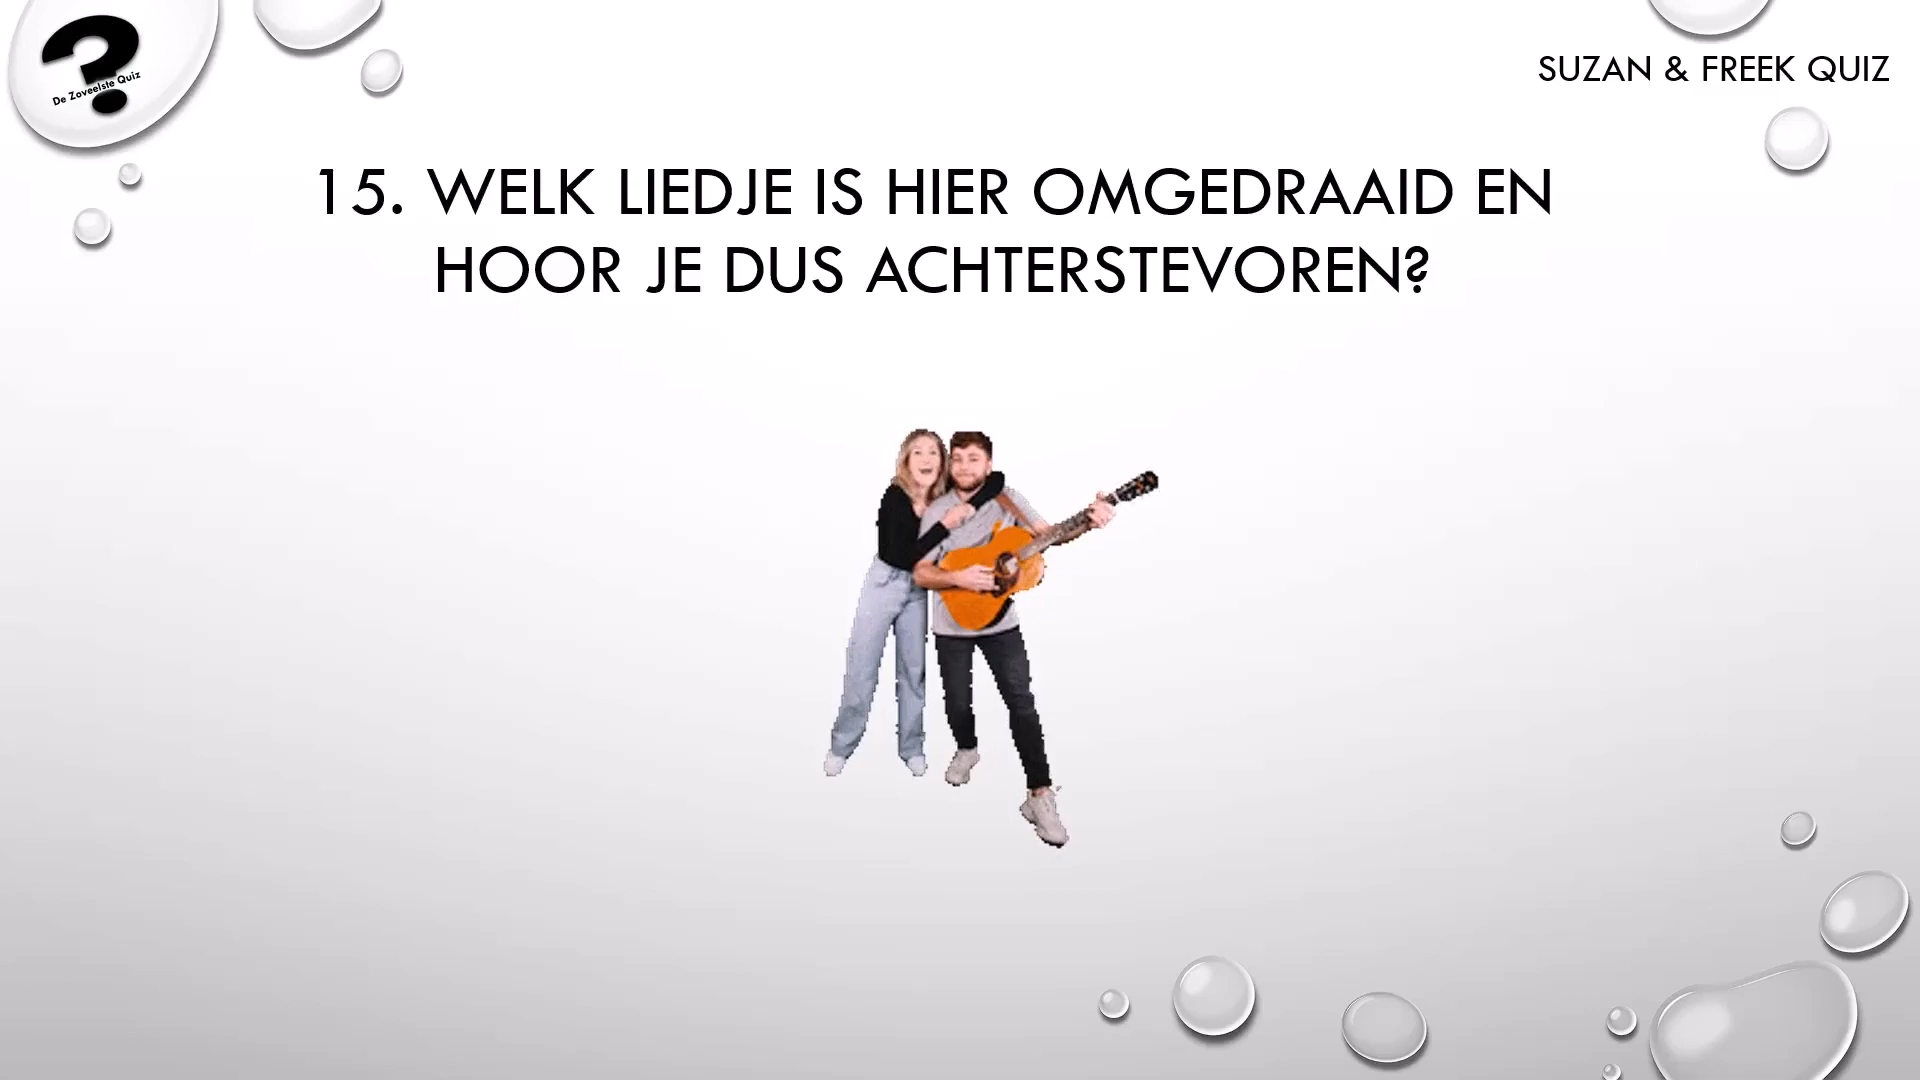 De Zoveelste Quiz
SUZAN & FREEK QUIZ
15. WELK LIEDJE IS HIER OMGEDRAAID EN
HOOR JE DUS ACHTERSTEVOREN?